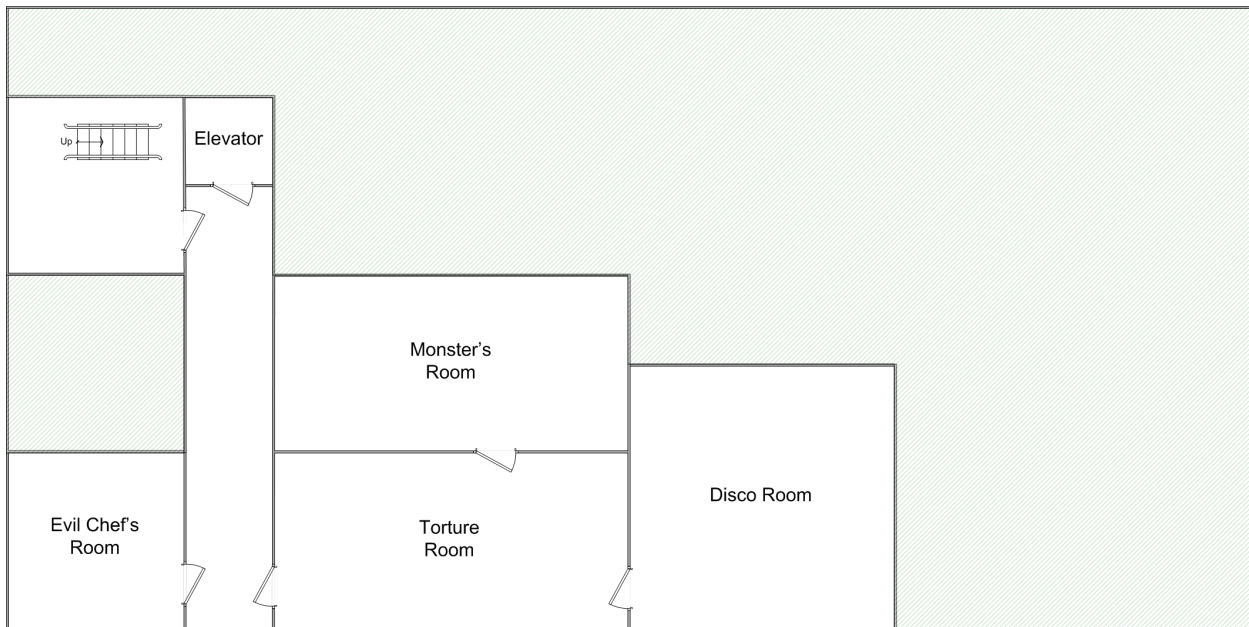 Elevator
Up
Monster's
Room
Disco Room
Evil Chef's
Room
Torture
Room